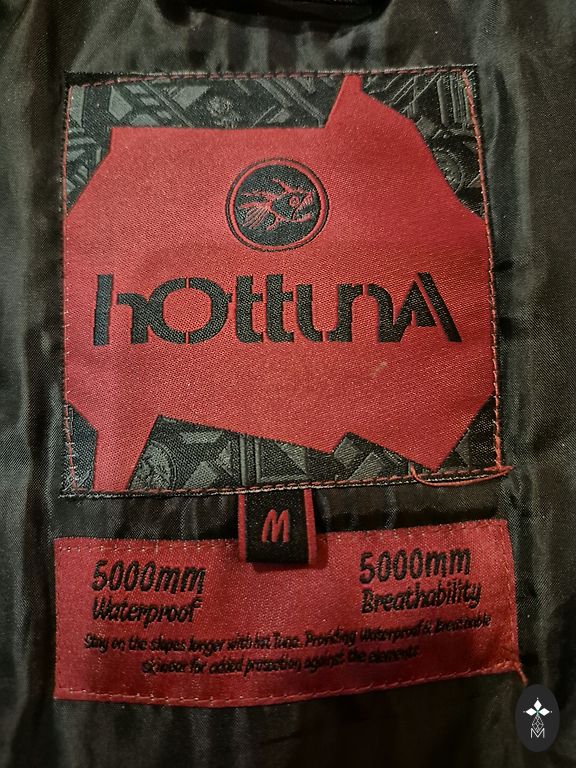 hOttuna
M
5000mm
Waterproof
5000mm
Breathability
Stay on the slopes longer with hot Tuna. Providing Waterproof & Breathable
skiwear for added protection against the elements
M